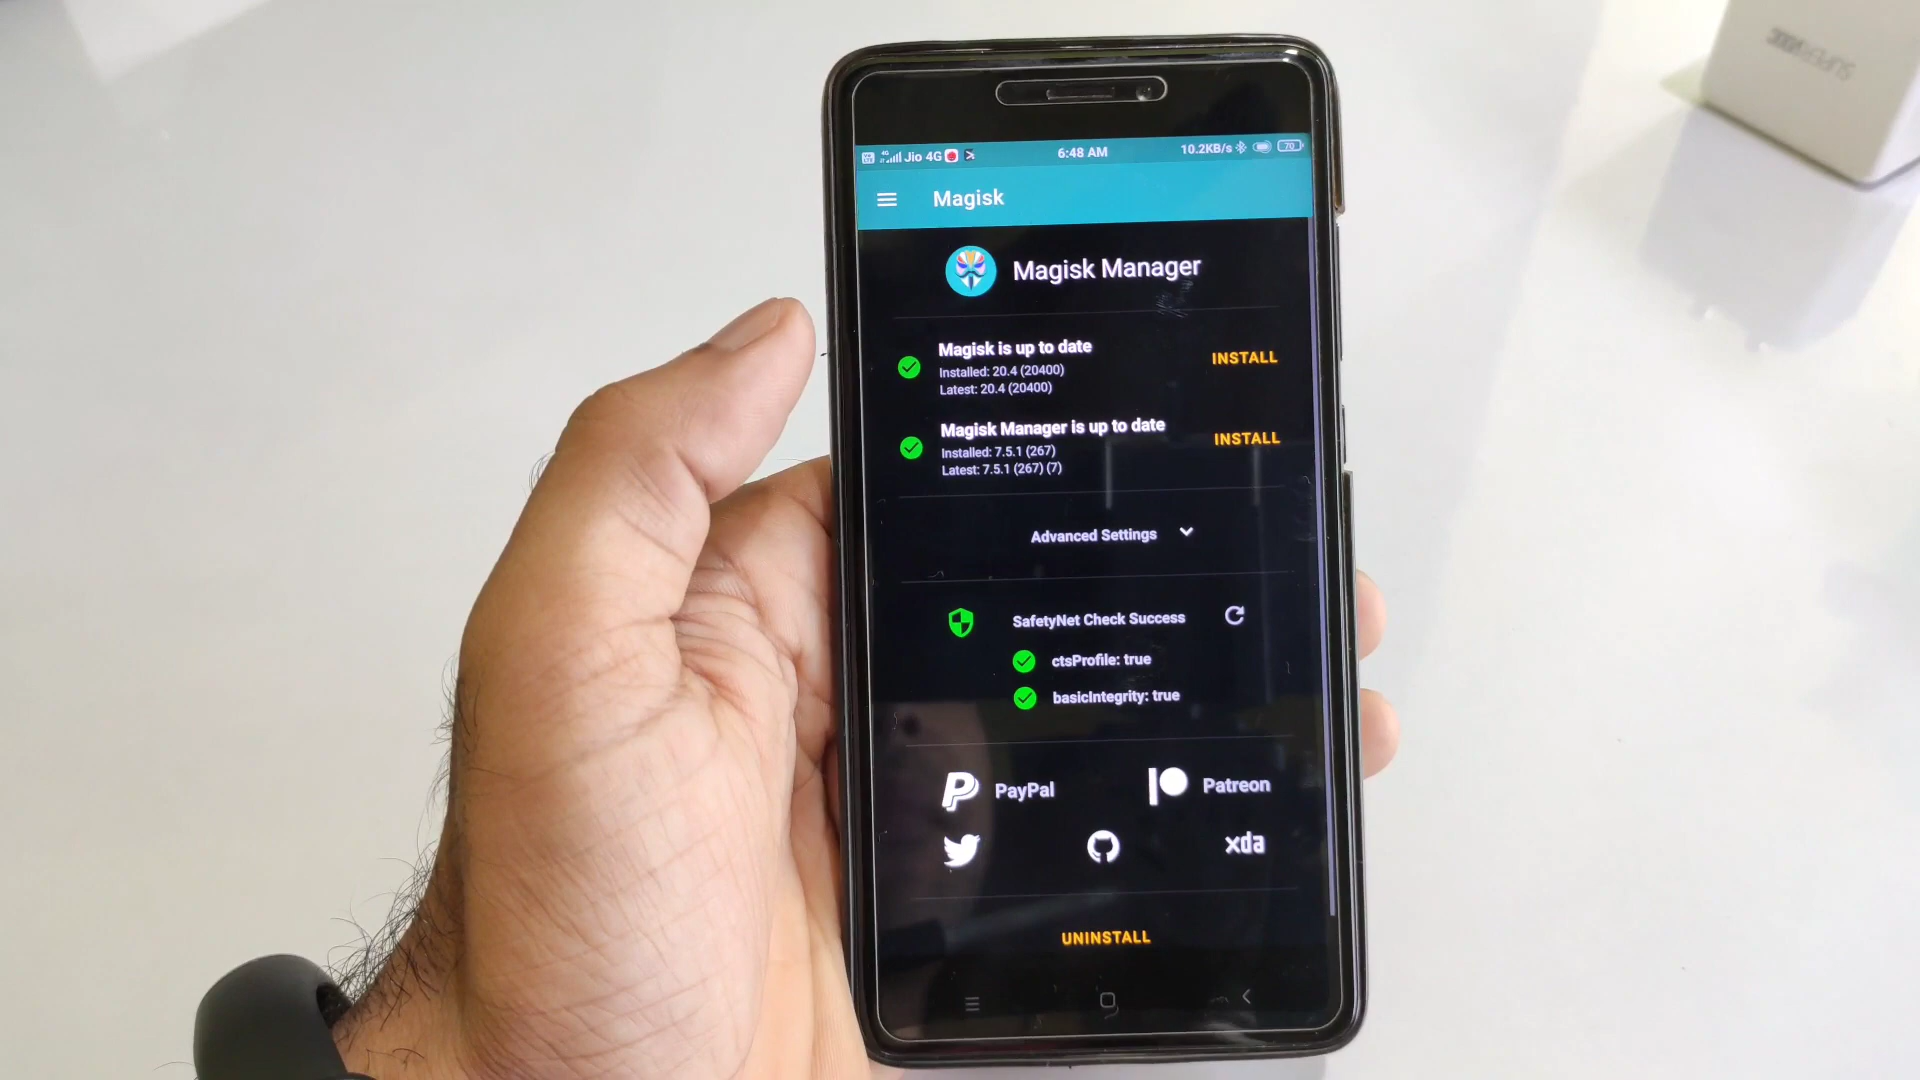 Jio 4G 6:48 AM 10.2KB/s 70
Magisk
Magisk Manager
Magisk is up to date
Installed: 20.4 (20400)
Latest: 20.4 (20400)
INSTALL
Magisk Manager is up to date
Installed: 7.5.1 (267)
Latest: 7.5.1 (267) (7)
INSTALL
Advanced Settings
SafetyNet Check Success
ctsProfile: true
basicIntegrity: true
PayPal
Patreon
xda
UNINSTALL
SUPERVOOC